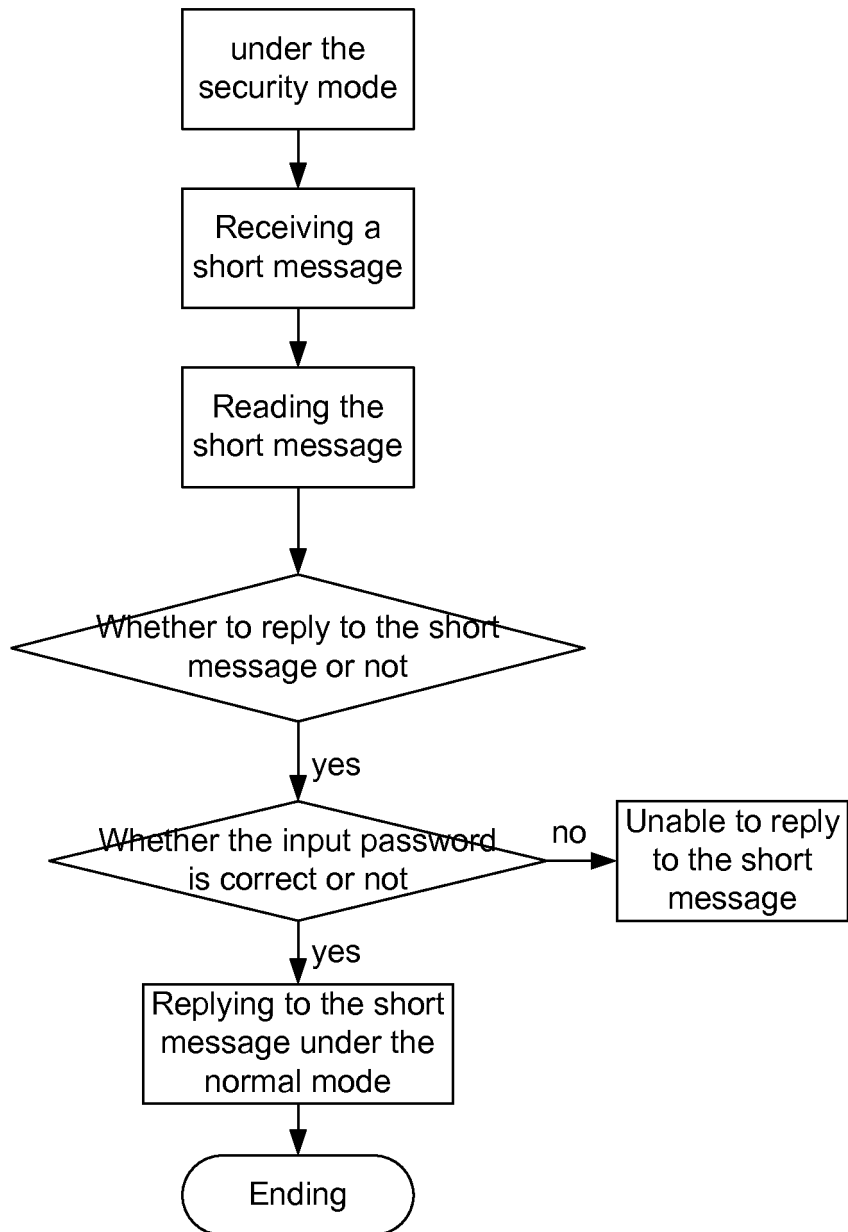 under the
security mode
Receiving a
short message
Reading the
short message
Whether to reply to the short
message or not
yes
Whether the input password
is correct or not
no
Unable to reply
to the short
message
yes
Replying to the short
message under the
normal mode
Ending